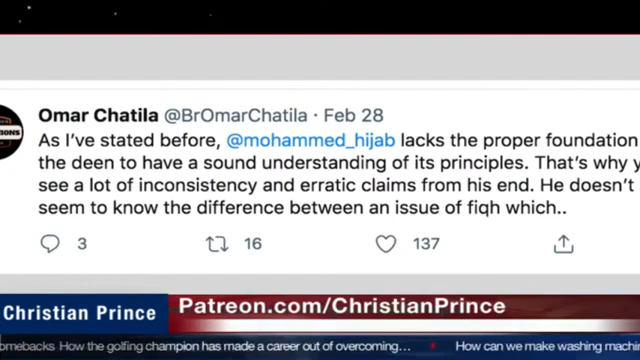 Omar Chatila @BrOmarChatila · Feb 28
As I've stated before, @mohammed_hijab lacks the proper foundation
the deen to have a sound understanding of its principles. That's why
see a lot of inconsistency and erratic claims from his end. He doesn't
seem to know the difference between an issue of fiqh which..
3 16 137
Christian Prince
Patreon.com/ChristianPrince
How the golfing champion has made a career out of overcoming... How can we make washing